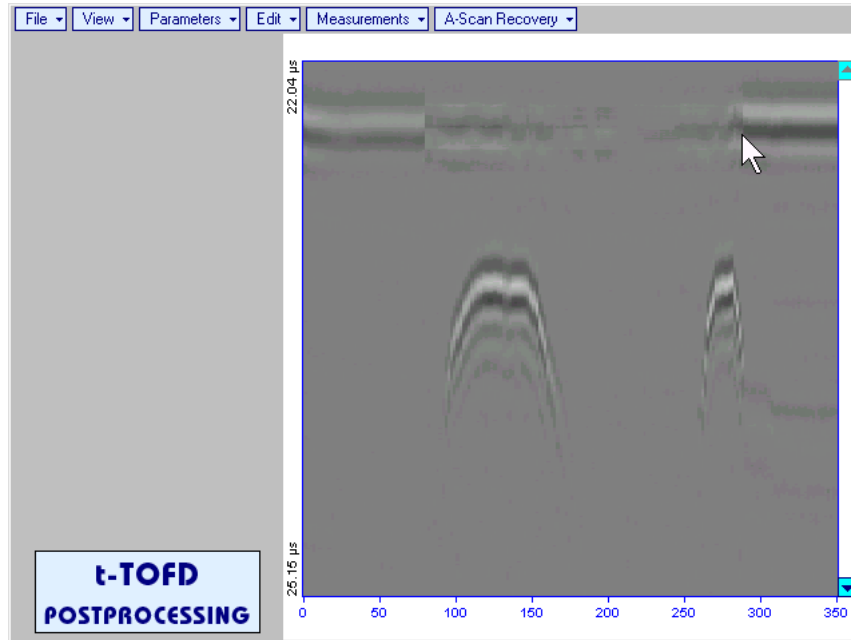 File View Parameters Edit Measurements A-Scan Recovery
22.04 µs
25.15 µs
0 50 100 150 200 250 300 350
t-TOFD
POSTPROCESSING